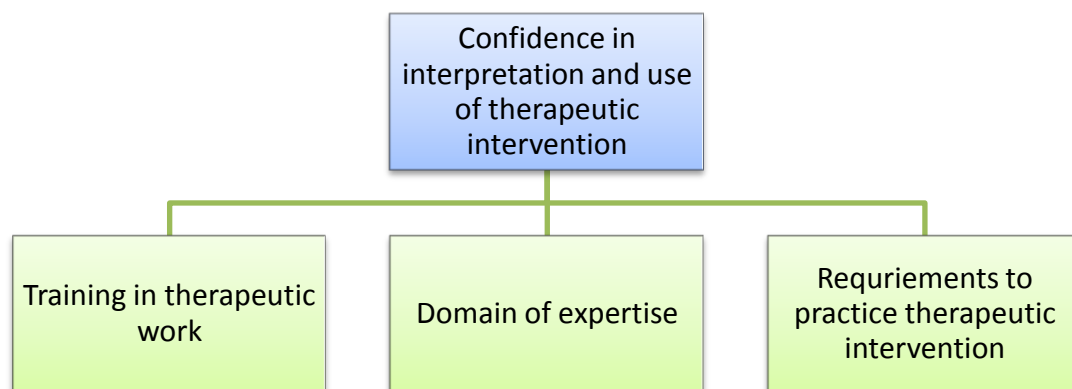 Confidence in
interpretation and use
of therapeutic
intervention
Training in therapeutic
work
Domain of expertise
Requriements to
practice therapeutic
intervention